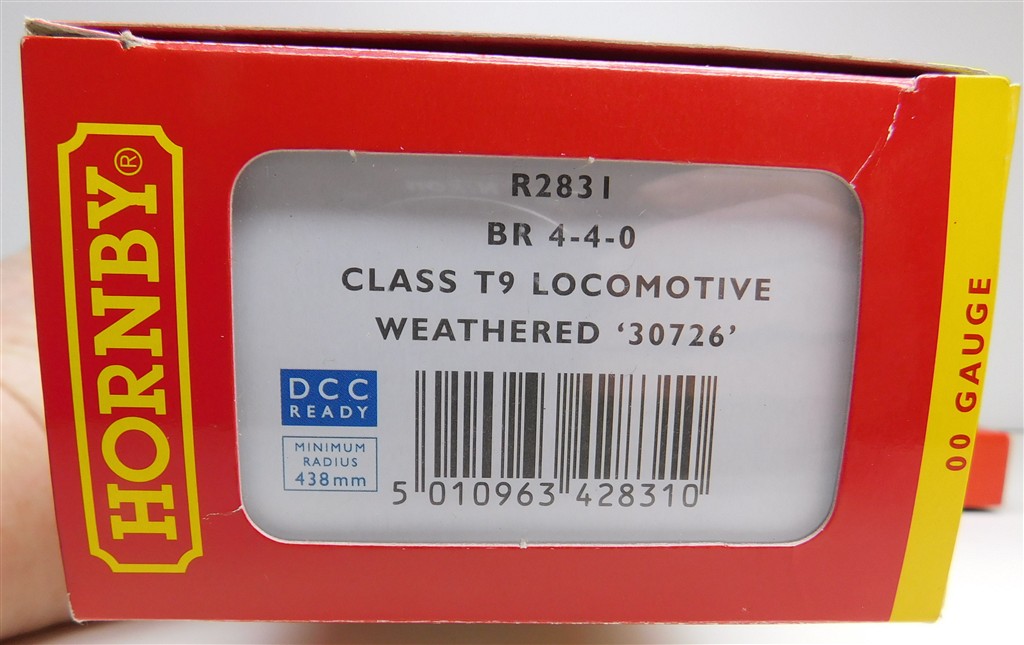 HORNBY®
R2831
BR 4-4-0
CLASS T9 LOCOMOTIVE
WEATHERED ‘30726’
DCC
READY
MINIMUM
RADIUS
438mm
5 010963 428310
00 GAUGE